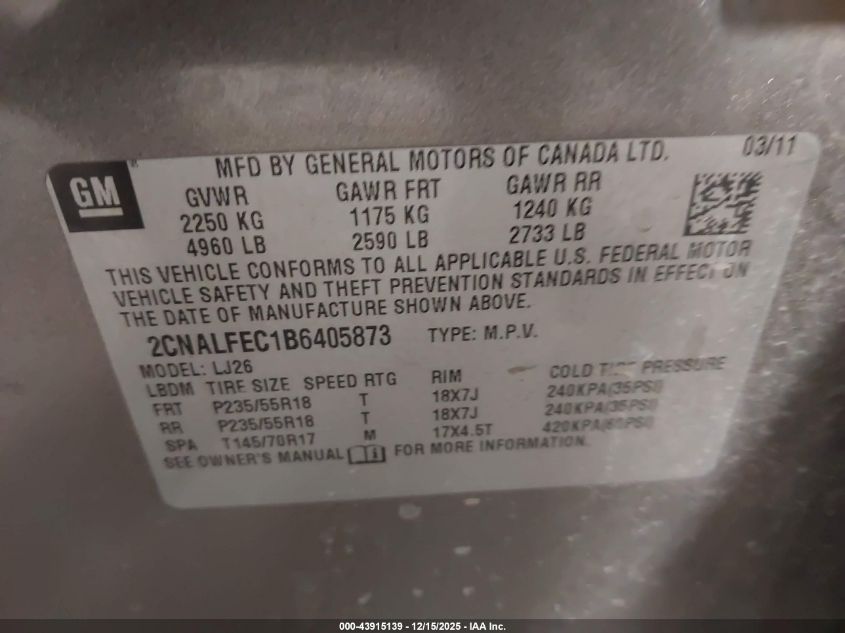 GM
MFD BY GENERAL MOTORS OF CANADA LTD. 03/11
GVWR GAWR FRT GAWR RR
2250 KG 1175 KG 1240 KG
4960 LB 2590 LB 2733 LB
THIS VEHICLE CONFORMS TO ALL APPLICABLE U.S. FEDERAL MOTOR
VEHICLE SAFETY AND THEFT PREVENTION STANDARDS IN EFFECT ON
THE DATE OF MANUFACTURE SHOWN ABOVE.
2CNALFEC1B6405873 TYPE: M.P.V.
MODEL: LJ26
LBDM TIRE SIZE SPEED RTG RIM COLD TIRE PRESSURE
FRT P235/55R18 T 18X7J 240KPA(35PSI)
RR P235/55R18 T 18X7J 240KPA(35PSI)
SPA T145/70R17 M 17X4.5T 420KPA(60PSI)
SEE OWNER'S MANUAL FOR MORE INFORMATION.
000-43915139 - 12/15/2025 - IAA Inc.